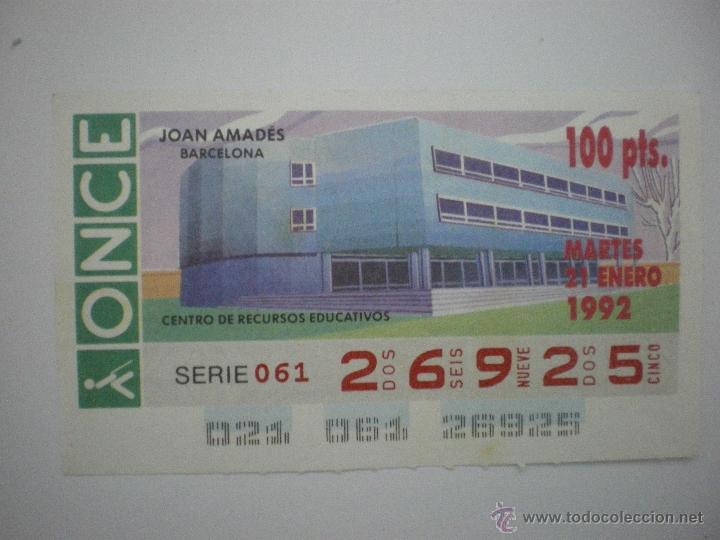 ONCE
JOAN AMADÉS
BARCELONA
100 pts.
MARTES
21 ENERO
1992
CENTRO DE RECURSOS EDUCATIVOS
SERIE 061
2 DOS 6 SEIS 9 NUEVE 2 DOS 5 CINCO
021 061 26925
© www.todocoleccion.net